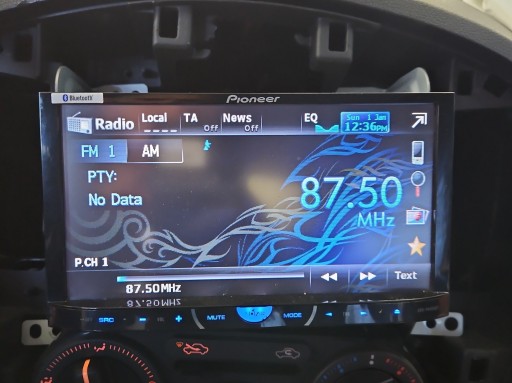 Bluetooth
Pioneer
Radio
Local
TA Off
News Off
EQ
Sun 1 Jan
12:36PM
FM 1
AM
PTY:
No Data
87.50
MHz
P.CH 1
87.50MHz
Text
SRC
MUTE
MODE